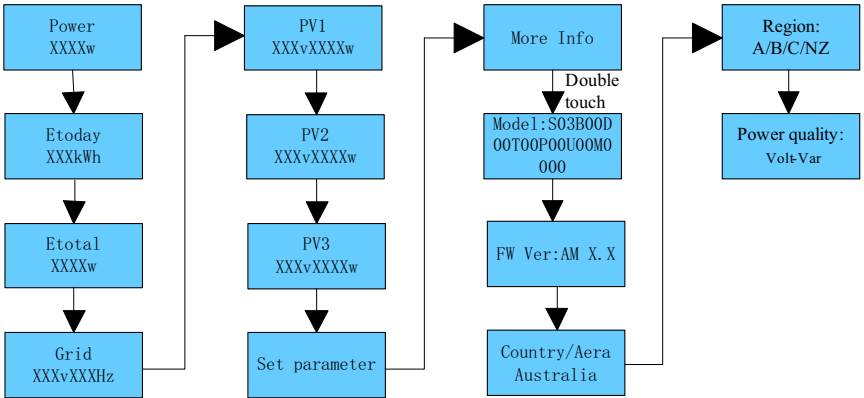 Power
XXXXw
Etoday
XXXkWh
Etotal
XXXXw
Grid
XXXvXXXHz
PV1
XXXvXXXXw
PV2
XXXvXXXXw
PV3
XXXvXXXXw
Set parameter
More Info
Double
touch
Model:S03B00D
00T00P00U00M0
000
FW Ver:AM X.X
Country/Aera
Australia
Region:
A/B/C/NZ
Power quality:
Volt-Var